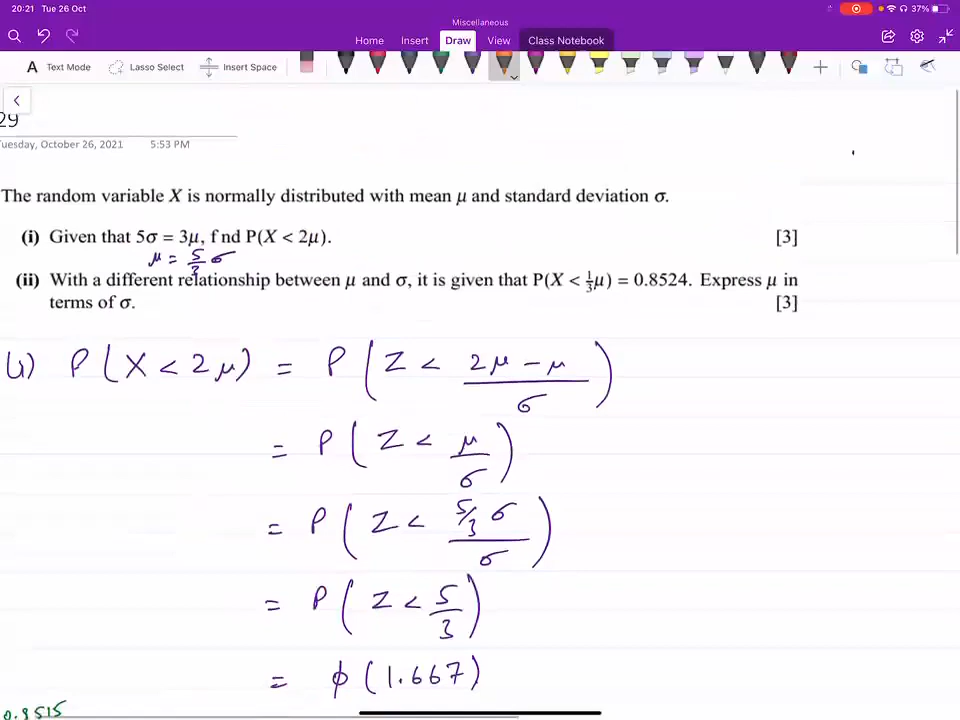 20:21 Tue 26 Oct
37%
Miscellaneous
Home Insert Draw View Class Notebook
Text Mode Lasso Select Insert Space
29
uesday, October 26, 2021 5:53 PM
The random variable X is normally distributed with mean μ and standard deviation σ.
(i) Given that 5σ = 3μ, f nd P(X < 2μ). [3]
μ = 5/3 σ
(ii) With a different relationship between μ and σ, it is given that P(X < 1/3 μ) = 0.8524. Express μ in
terms of σ. [3]
(i) P(X < 2μ) = P(Z < (2μ - μ)/σ)
= P(Z < μ/σ)
= P(Z < (5/3 σ)/σ)
= P(Z < 5/3)
= φ(1.667)
0.8515